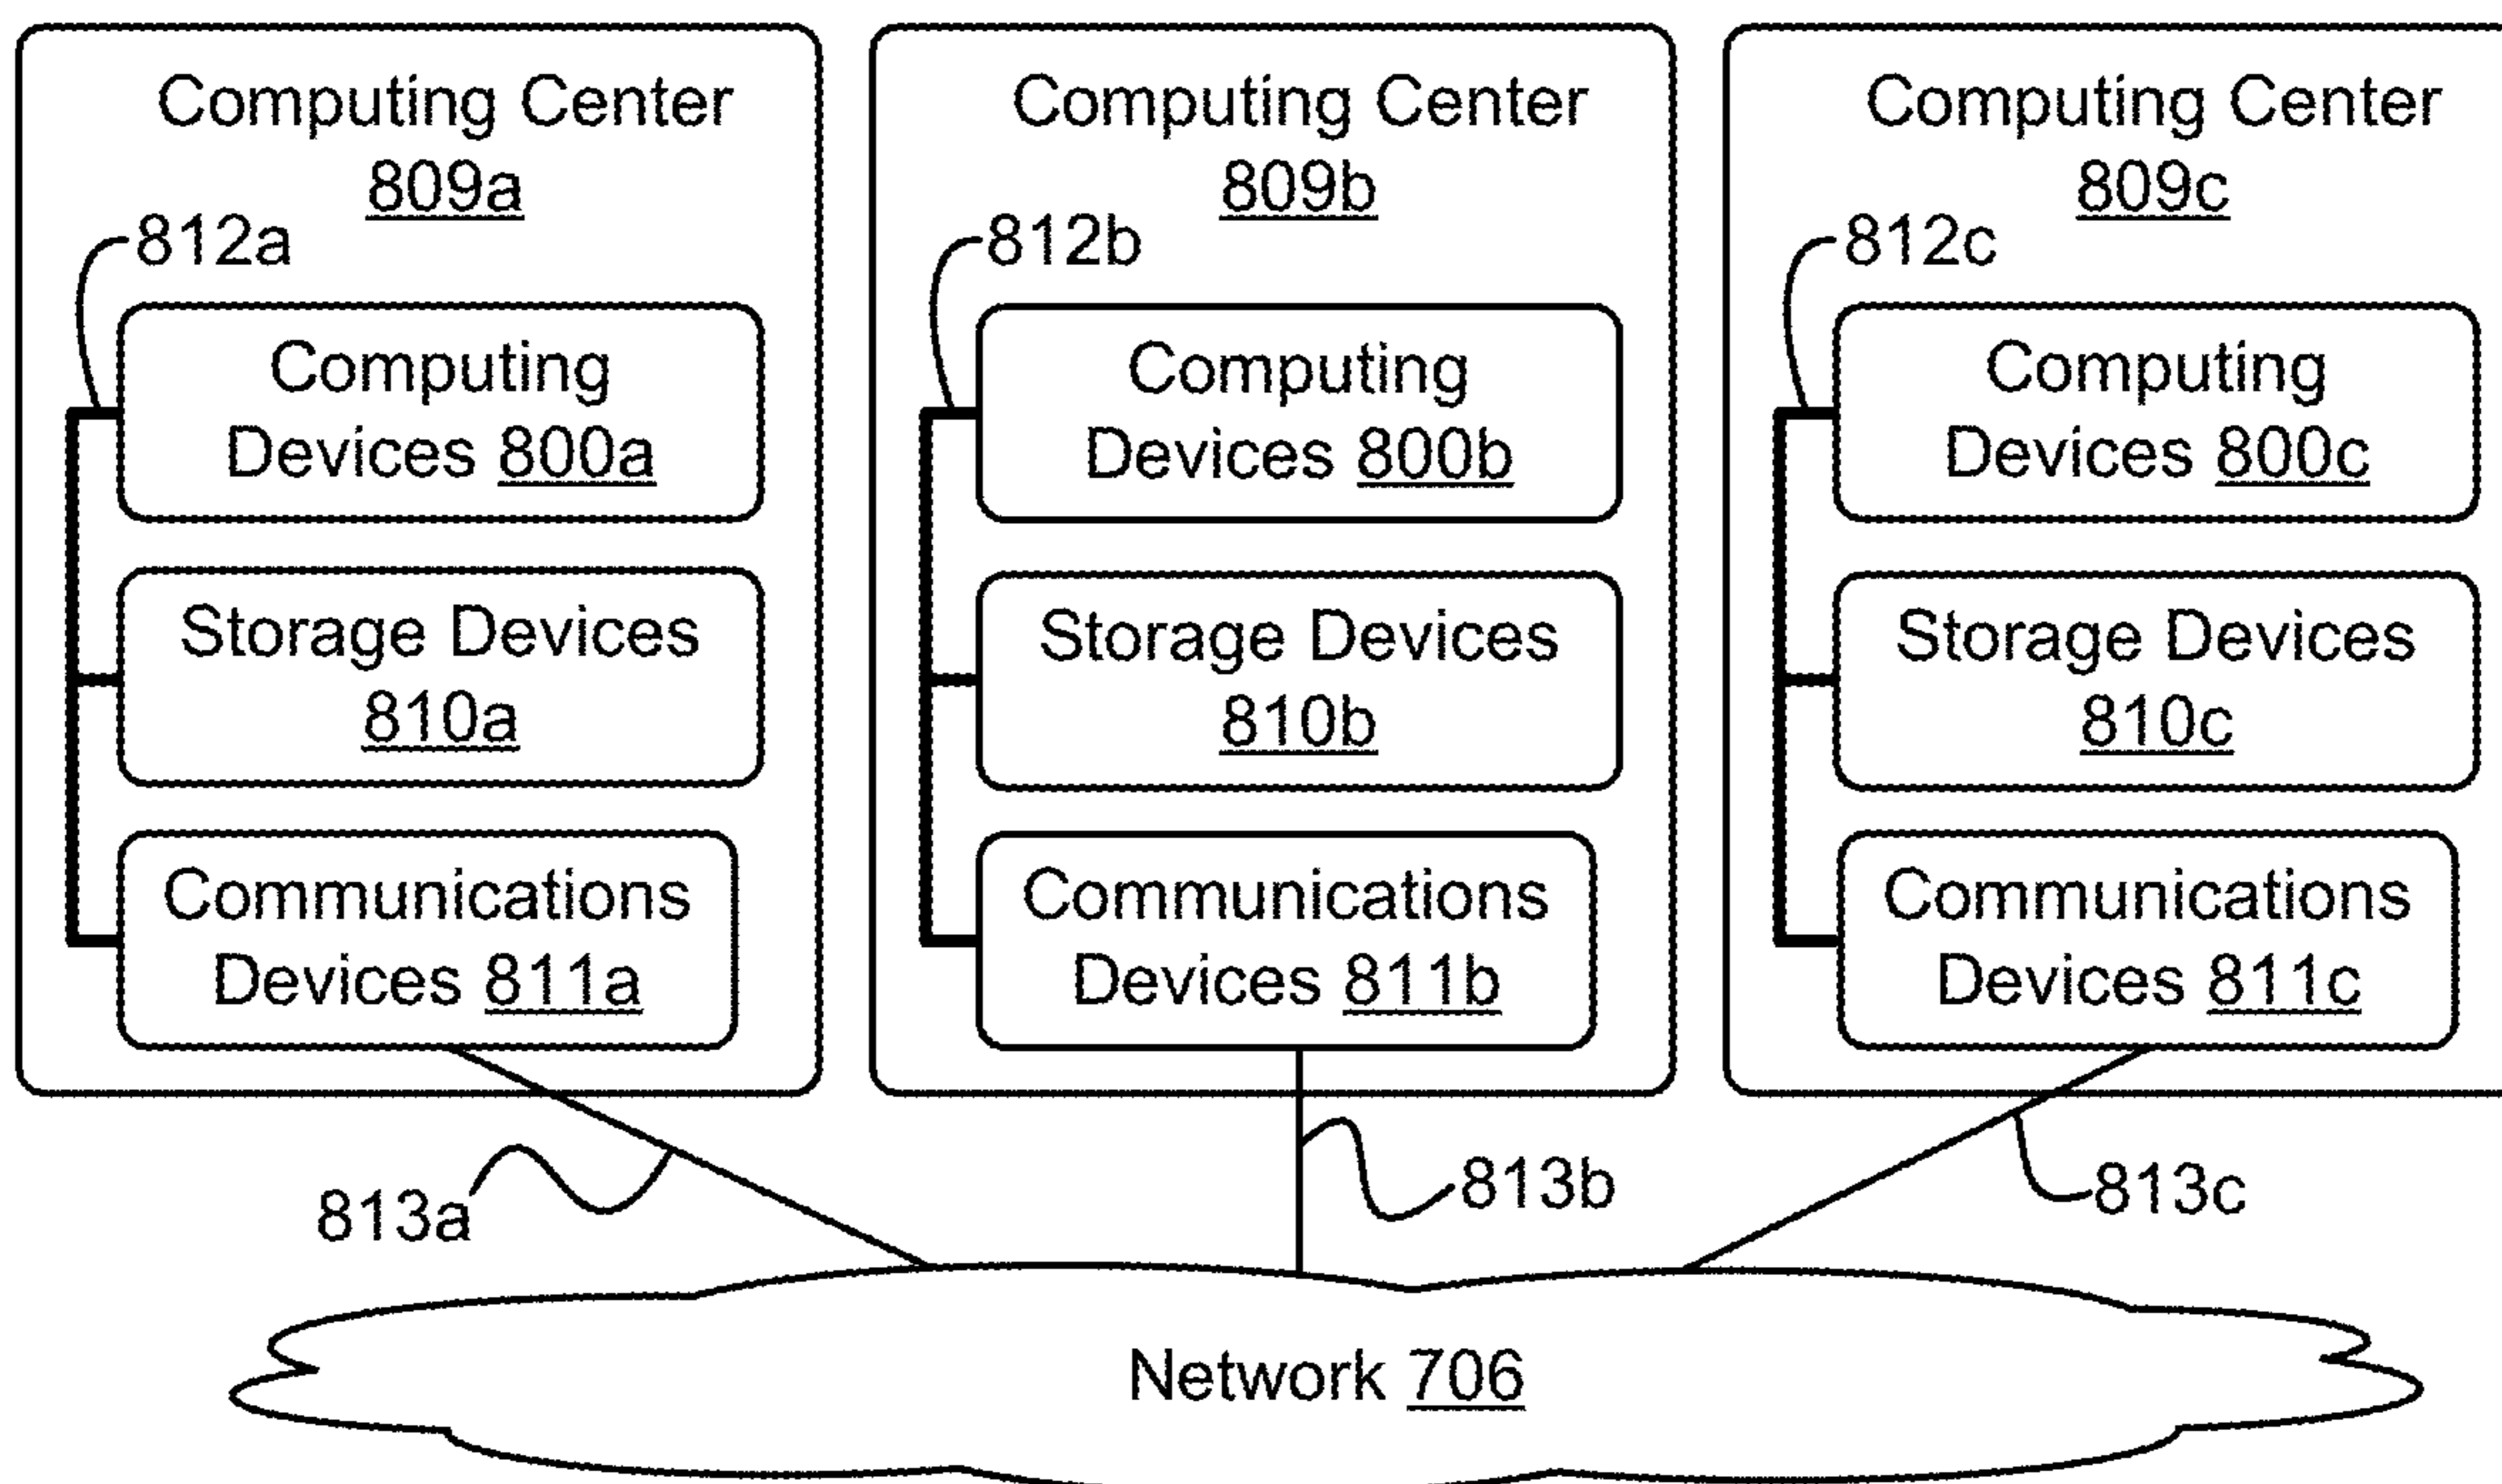 Computing Center
809a
812a
Computing
Devices 800a
Storage Devices
810a
Communications
Devices 811a
Computing Center
809b
812b
Computing
Devices 800b
Storage Devices
810b
Communications
Devices 811b
Computing Center
809c
812c
Computing
Devices 800c
Storage Devices
810c
Communications
Devices 811c
813a
813b
813c
Network 706